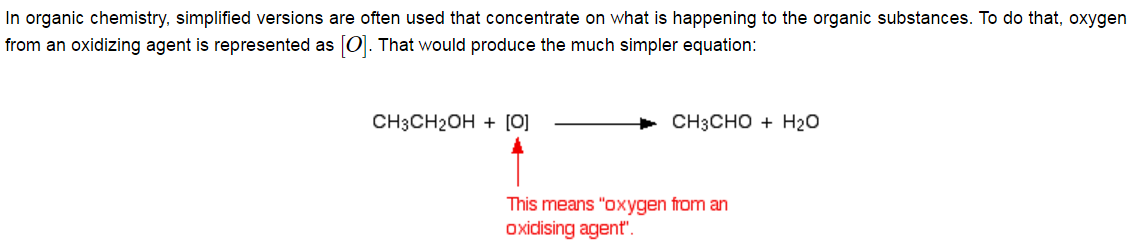 In organic chemistry, simplified versions are often used that concentrate on what is happening to the organic substances. To do that, oxygen
from an oxidizing agent is represented as [O]. That would produce the much simpler equation:
CH3CH2OH + [O] → CH3CHO + H2O
This means "oxygen from an
oxidising agent".